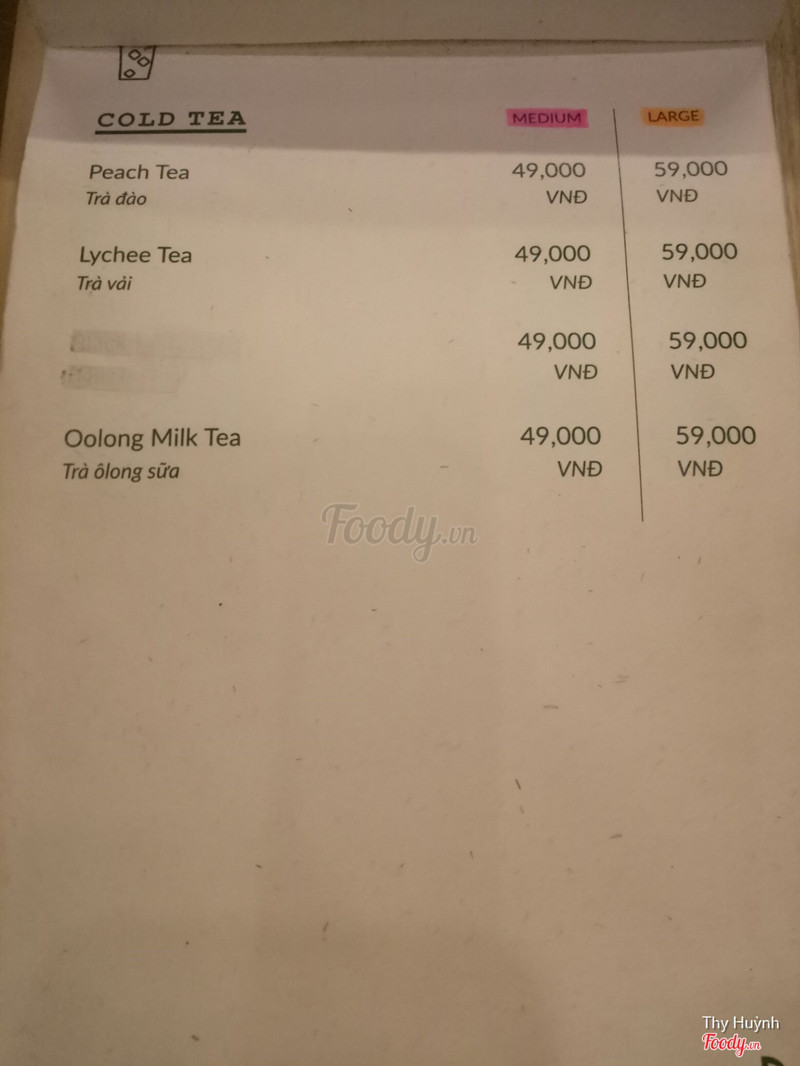 COLD TEA MEDIUM LARGE
Peach Tea 49,000 59,000
Trà đào VNĐ VNĐ
Lychee Tea 49,000 59,000
Trà vải VNĐ VNĐ
49,000 59,000
VNĐ VNĐ
Oolong Milk Tea 49,000 59,000
Trà ôlong sữa VNĐ VNĐ
Foody.vn
Thy Huỳnh
Foody.vn